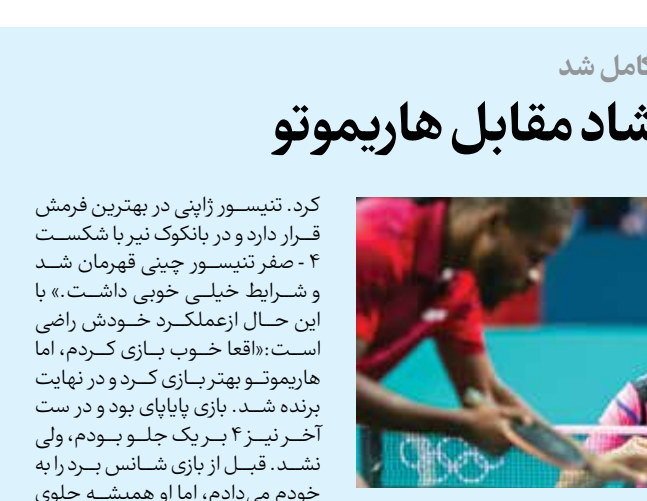 کامل شد
شاد مقابل هاریموتو
کرد. تنیسور ژاپنی در بهترین فرمش
قرار دارد و در بانکوک نیر با شکست
۴ - صفر تنیسور چینی قهرمان شد
و شرایط خیلی خوبی داشت.» با
این حال ازعملکرد خودش راضی
است:«اقعا خوب بازی کردم، اما
هاریموتو بهتر بازی کرد و در نهایت
برنده شد. بازی پایاپای بود و در ست
آخر نیز ۴ بر یک جلو بودم، ولی
نشد. قبل از بازی شانس برد را به
خودم می‌دادم، اما او همیشه جلوی